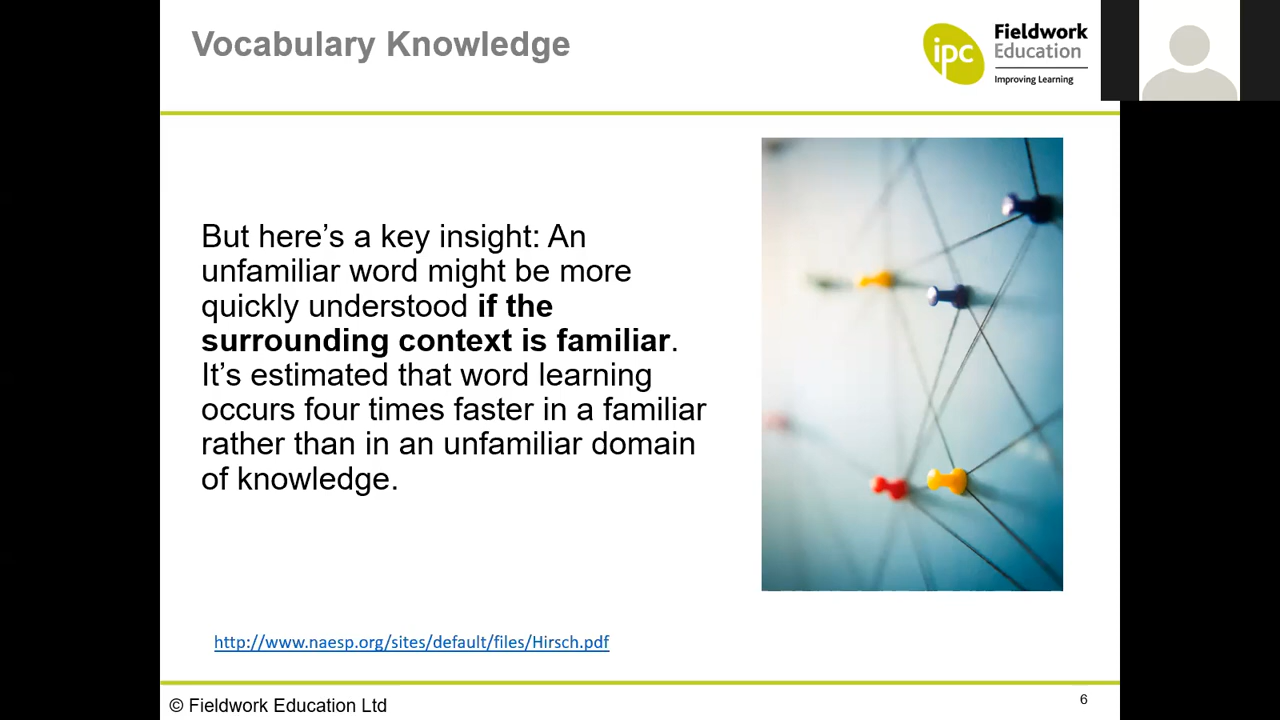 Vocabulary Knowledge
ipc
Fieldwork
Education
Improving Learning
But here’s a key insight: An
unfamiliar word might be more
quickly understood if the
surrounding context is familiar.
It’s estimated that word learning
occurs four times faster in a familiar
rather than in an unfamiliar domain
of knowledge.
http://www.naesp.org/sites/default/files/Hirsch.pdf
© Fieldwork Education Ltd
6